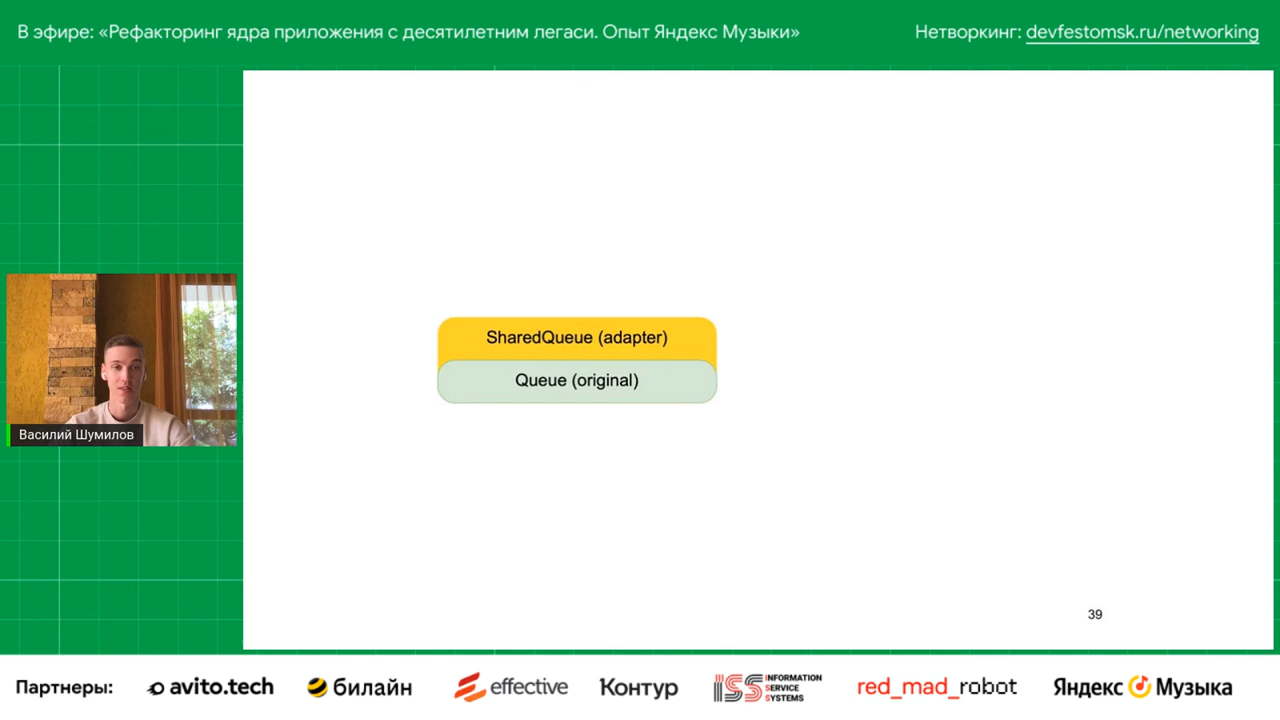 В эфире: «Рефакторинг ядра приложения с десятилетним легаси. Опыт Яндекс Музыки»
Нетворкинг: devfestomsk.ru/networking
SharedQueue (adapter)
Queue (original)
Василий Шумилов
39
Партнеры:
avito.tech
билайн
effective
Контур
ISS INFORMATION
SERVICE
SYSTEMS
red_mad_robot
Яндекс Музыка